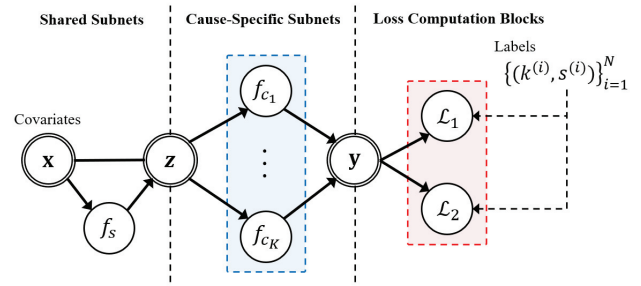 Shared Subnets
Cause-Specific Subnets
Loss Computation Blocks
Labels
{(k^{(i)}, s^{(i)})}_{i=1}^{N}
Covariates
f_{c_1}
ℒ_1
x
z
⋮
y
f_s
f_{c_K}
ℒ_2